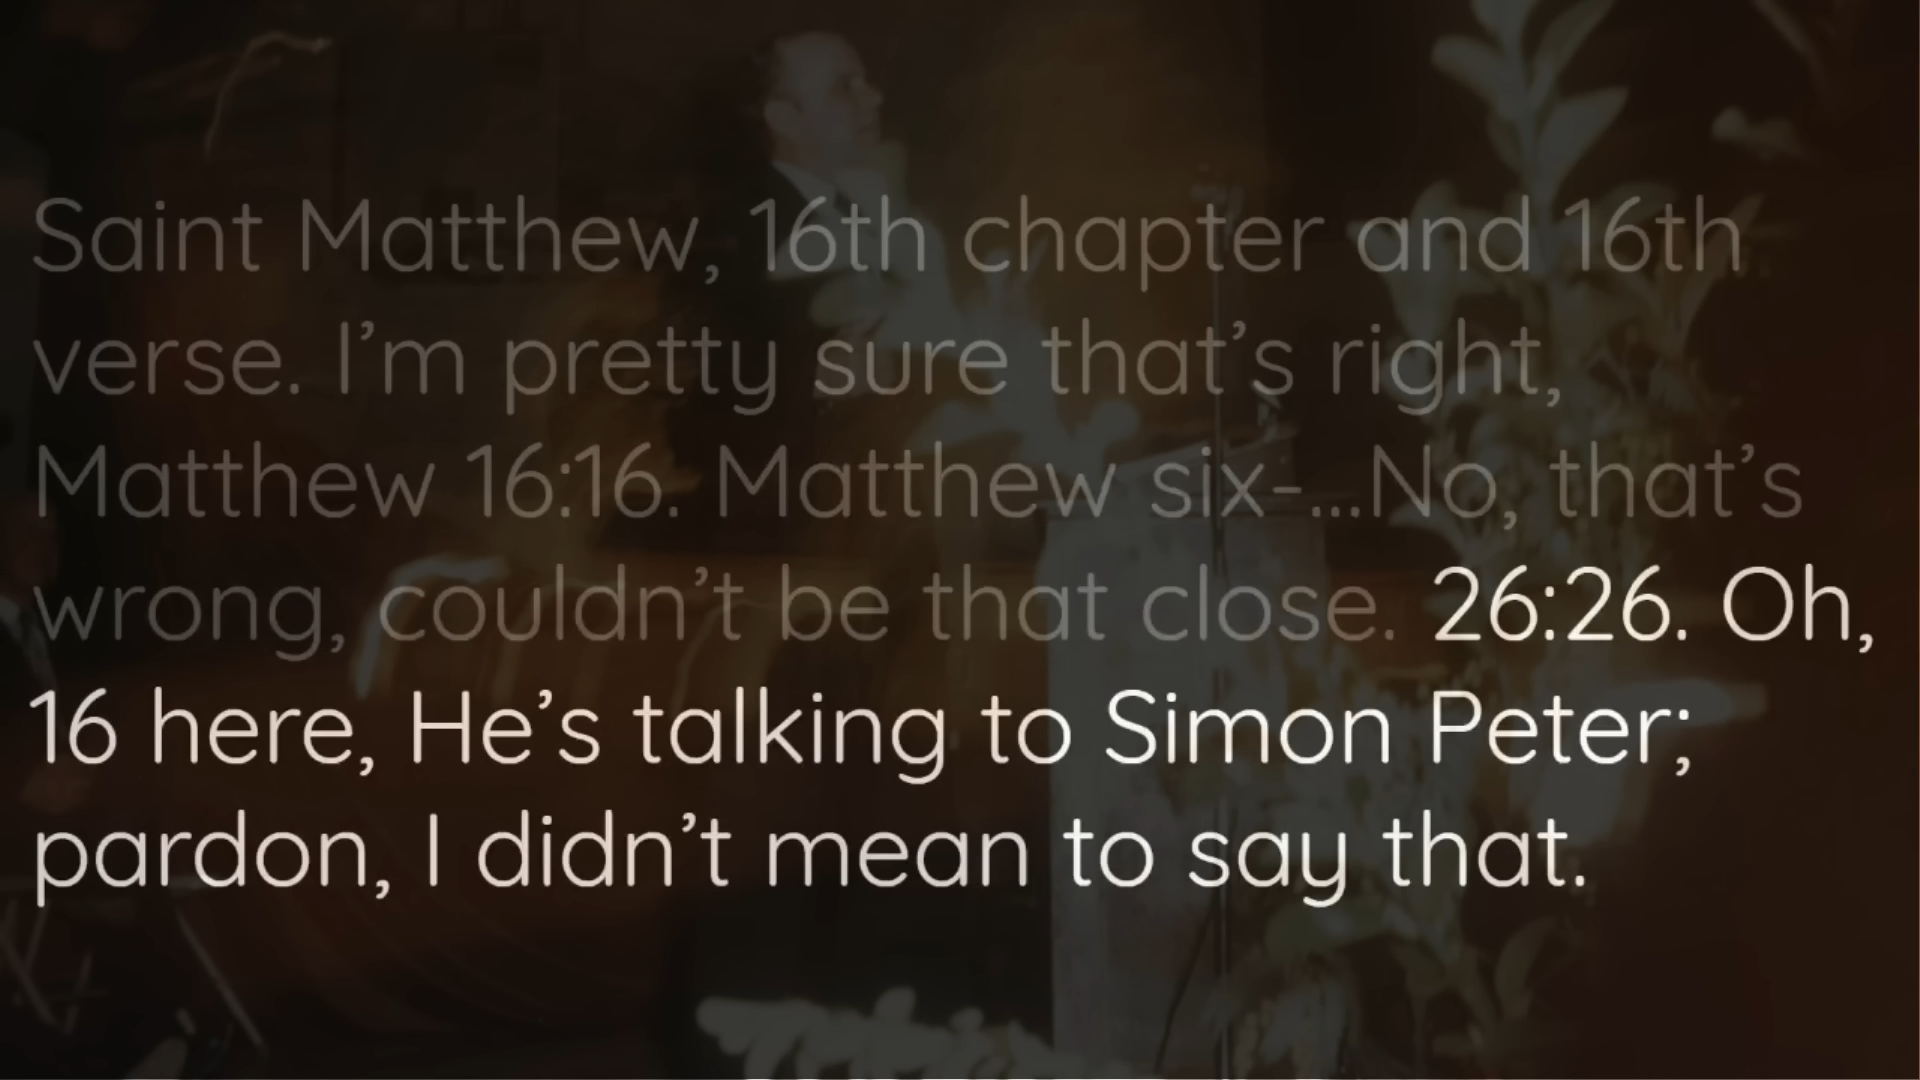 Saint Matthew, 16th chapter and 16th
verse. I’m pretty sure that’s right,
Matthew 16:16. Matthew six- ...No, that’s
wrong, couldn’t be that close. 26:26. Oh,
16 here, He’s talking to Simon Peter;
pardon, I didn’t mean to say that.